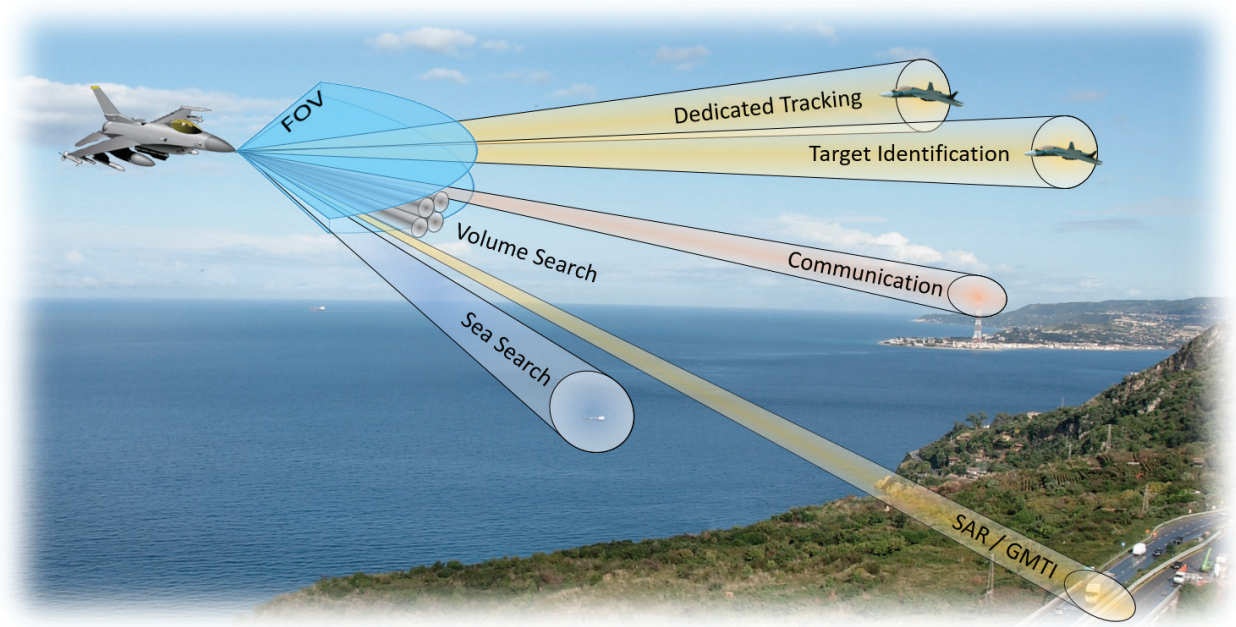 FOV
Dedicated Tracking
Target Identification
Volume Search
Communication
Sea Search
SAR / GMTI